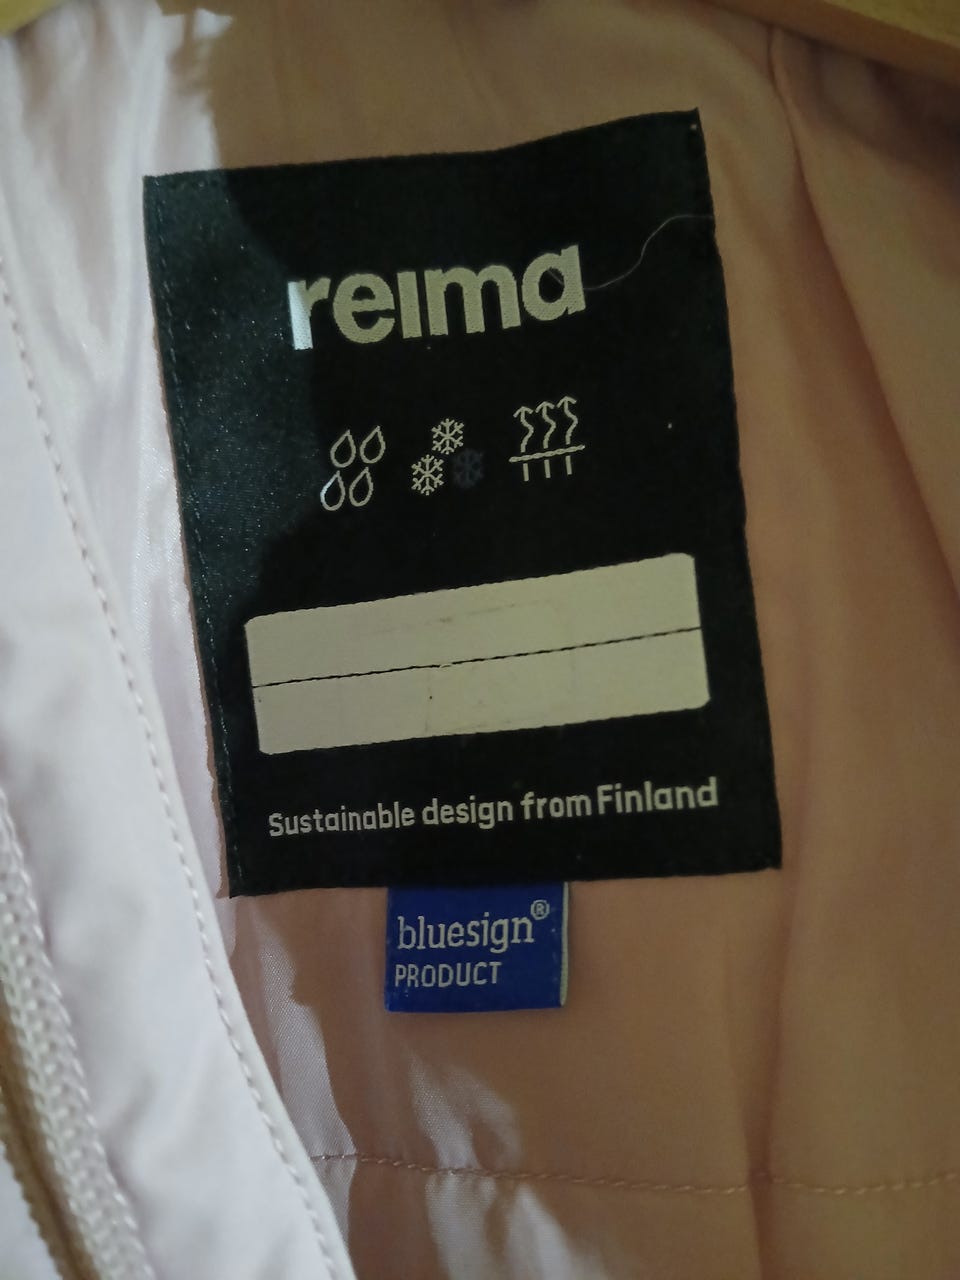 reima
Sustainable design from Finland
bluesign®
PRODUCT